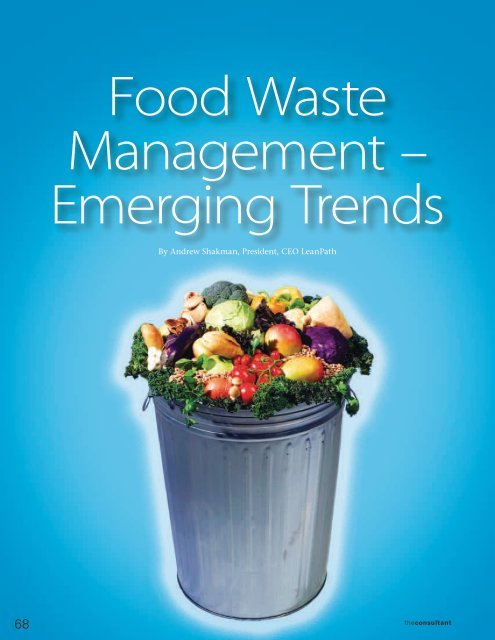 Food Waste
Management –
Emerging Trends
By Andrew Shakman, President, CEO LeanPath
68
theconsultant